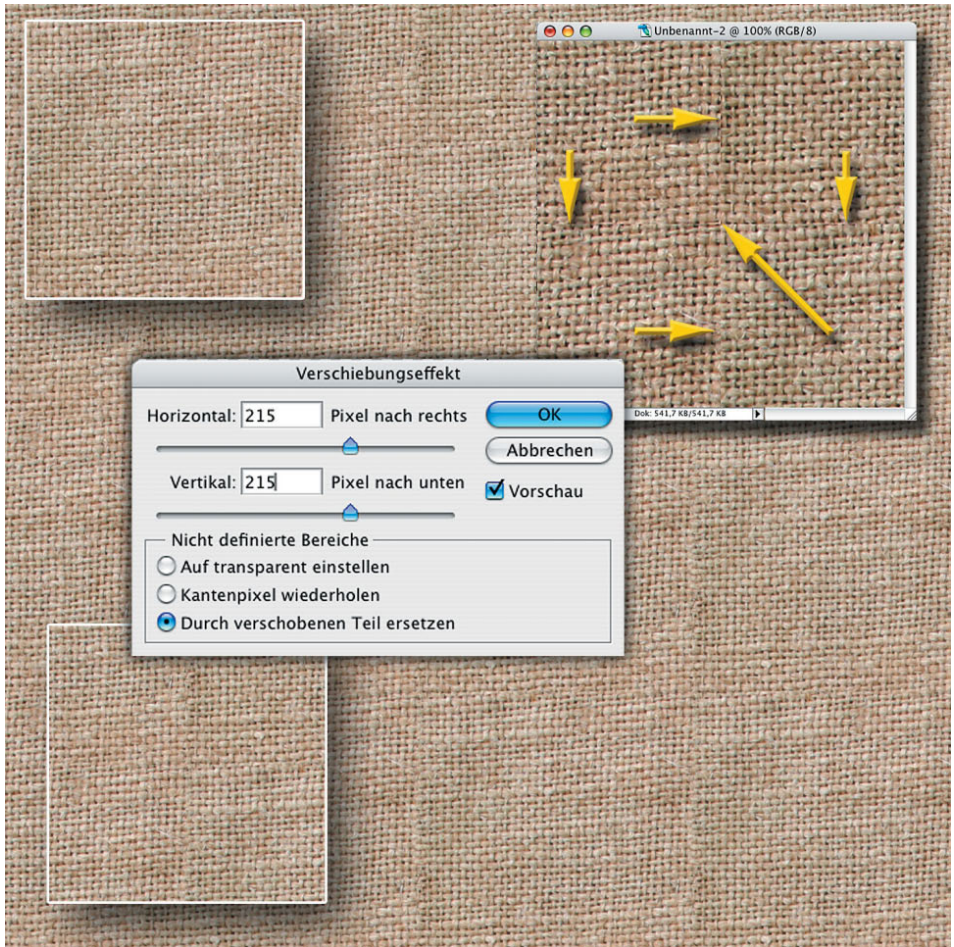 Unbenannt-2 @ 100% (RGB/8)
Verschiebungseffekt
Horizontal: 215 Pixel nach rechts
OK
Dok: 541,7 KB/541,7 KB
Abbrechen
Vertikal: 215 Pixel nach unten
Vorschau
Nicht definierte Bereiche
Auf transparent einstellen
Kantenpixel wiederholen
Durch verschobenen Teil ersetzen